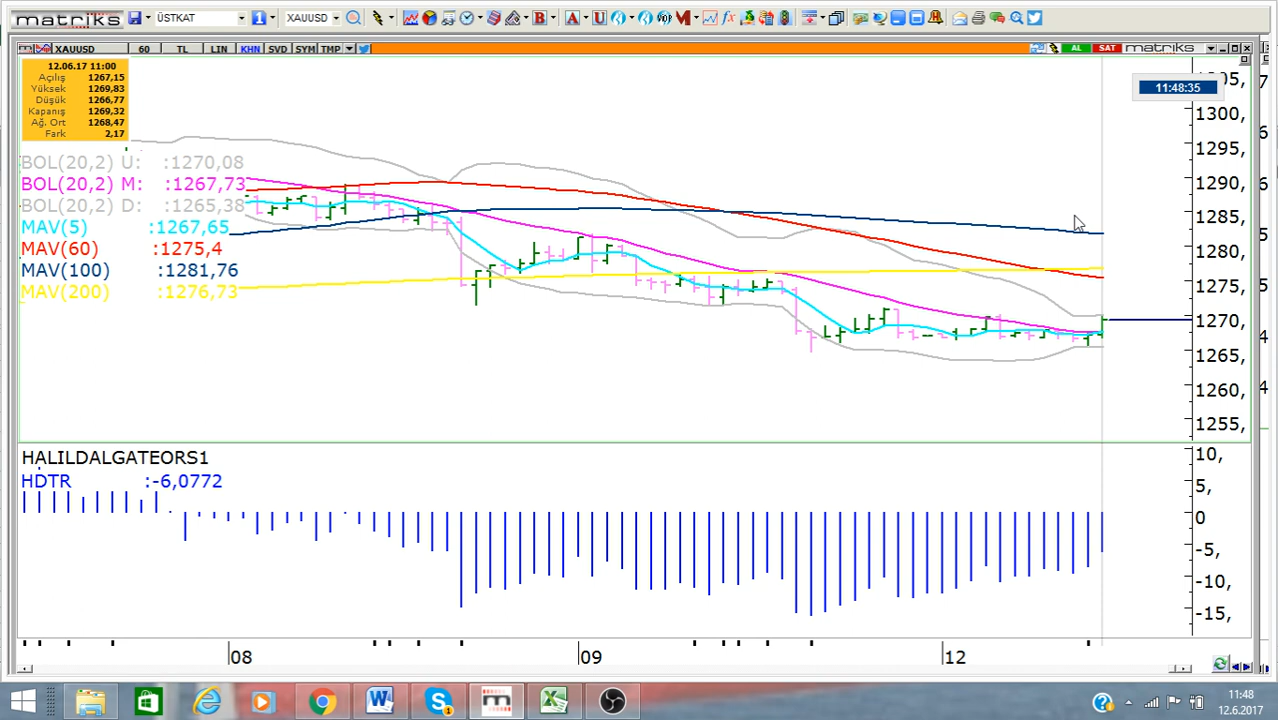 matriks ÜSTKAT 1 XAUUSD B A U M fx
XAUUSD 60 TL LIN KHN SVD SYM TMP AL SAT matriks
12.06.17 11:00
Açılış 1267,15
Yüksek 1269,83
Düşük 1266,77
Kapanış 1269,32
Ağ. Ort 1268,47
Fark 2,17
11:48:35
BOL(20,2) U: :1270,08
BOL(20,2) M: :1267,73
BOL(20,2) D: :1265,38
MAV(5) :1267,65
MAV(60) :1275,4
MAV(100) :1281,76
MAV(200) :1276,73
1305,
1300,
1295,
1290,
1285,
1280,
1275,
1270,
1265,
1260,
1255,
HALILDALGATEORS1
HDTR :-6,0772
10,
5,
0
-5,
-10,
-15,
08 09 12
11:48
12.6.2017